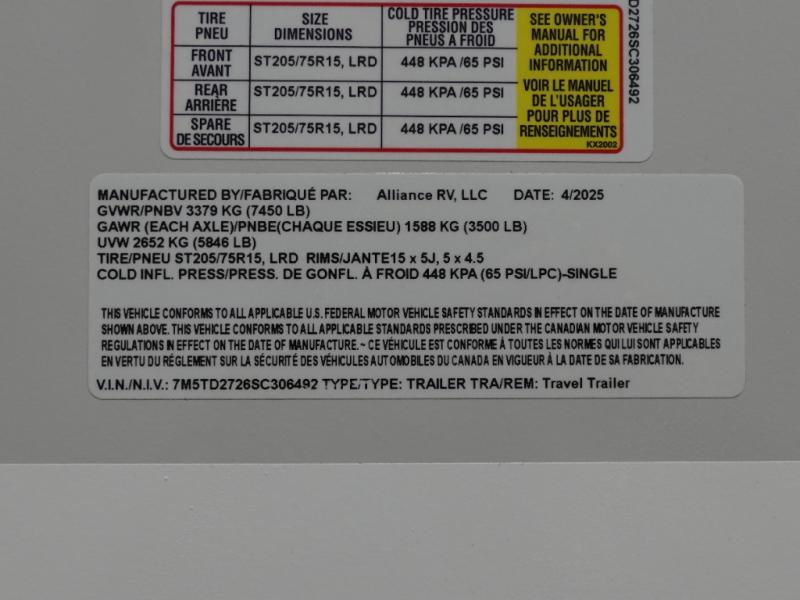 TIRE PNEU SIZE DIMENSIONS COLD TIRE PRESSURE PRESSION DES PNEUS A FROID
FRONT AVANT ST205/75R15, LRD 448 KPA /65 PSI
REAR ARRIÈRE ST205/75R15, LRD 448 KPA /65 PSI
SPARE DE SECOURS ST205/75R15, LRD 448 KPA /65 PSI
SEE OWNER'S
MANUAL FOR
ADDITIONAL
INFORMATION
VOIR LE MANUEL
DE L'USAGER
POUR PLUS DE
RENSEIGNEMENTS
KX2002
D2726SC306492
MANUFACTURED BY/FABRIQUÉ PAR: Alliance RV, LLC DATE: 4/2025
GVWR/PNBV 3379 KG (7450 LB)
GAWR (EACH AXLE)/PNBE(CHAQUE ESSIEU) 1588 KG (3500 LB)
UVW 2652 KG (5846 LB)
TIRE/PNEU ST205/75R15, LRD RIMS/JANTE15 x 5J, 5 x 4.5
COLD INFL. PRESS/PRESS. DE GONFL. À FROID 448 KPA (65 PSI/LPC)-SINGLE
THIS VEHICLE CONFORMS TO ALL APPLICABLE U.S. FEDERAL MOTOR VEHICLE SAFETY STANDARDS IN EFFECT ON THE DATE OF MANUFACTURE
SHOWN ABOVE. THIS VEHICLE CONFORMS TO ALL APPLICABLE STANDARDS PRESCRIBED UNDER THE CANADIAN MOTOR VEHICLE SAFETY
REGULATIONS IN EFFECT ON THE DATE OF MANUFACTURE.~ CE VÉHICULE EST CONFORME À TOUTES LES NORMES QUI LUI SONT APPLICABLES
EN VERTU DU RÉGLEMENT SUR LA SÉCURITÉ DES VÉHICULES AUTOMOBILES DU CANADA EN VIGUEUR À LA DATE DE SA FABRICATION.
V.I.N./N.I.V.: 7M5TD2726SC306492 TYPE/TYPE: TRAILER TRA/REM: Travel Trailer